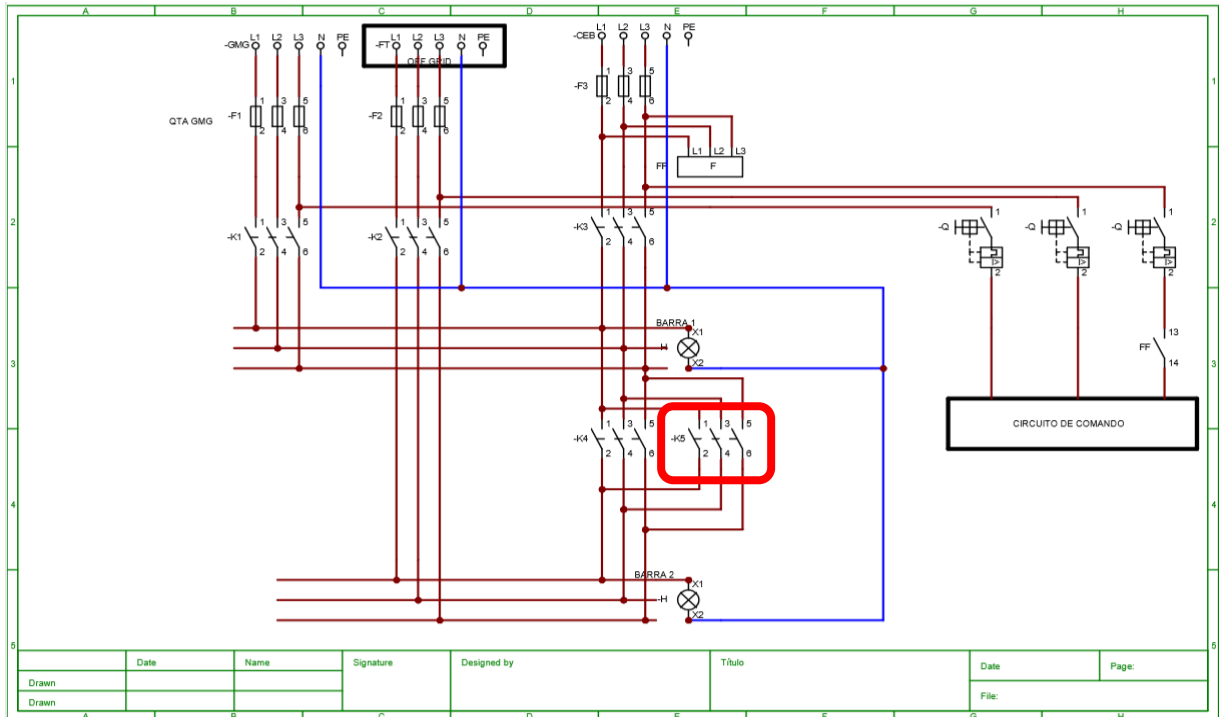 A B C D E F G H
-GMG L1 L2 L3 N PE
-FT L1 L2 L3 N PE
OFF GRID
-CEB L1 L2 L3 N PE
1 1
QTA GMG
-F1 1 3 5
2 4 6
-F2 1 3 5
2 4 6
-F3 1 3 5
2 4 6
L1 L2 L3
FF F
2 2
-K1 1 3 5
2 4 6
-K2 1 3 5
2 4 6
-K3 1 3 5
2 4 6
-Q 1
2
-Q 1
2
-Q 1
2
BARRA 1
X1
-H
X2
3 3
13
FF
14
CIRCUITO DE COMANDO
-K4 1 3 5
2 4 6
-K5 1 3 5
2 4 6
4 4
BARRA 2
X1
-H
X2
5 5
Date Name Signature Designed by Título Date Page:
Drawn
File:
Drawn
A B C D E F G H